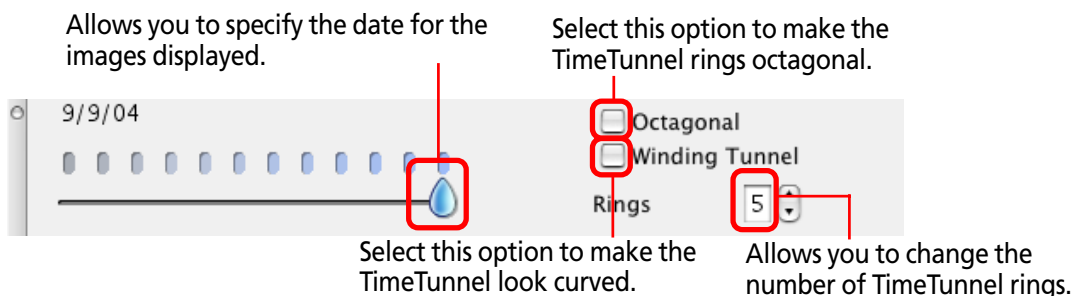 Allows you to specify the date for the
images displayed.
Select this option to make the
TimeTunnel rings octagonal.
9/9/04
Octagonal
Winding Tunnel
Rings
5
Select this option to make the
TimeTunnel look curved.
Allows you to change the
number of TimeTunnel rings.